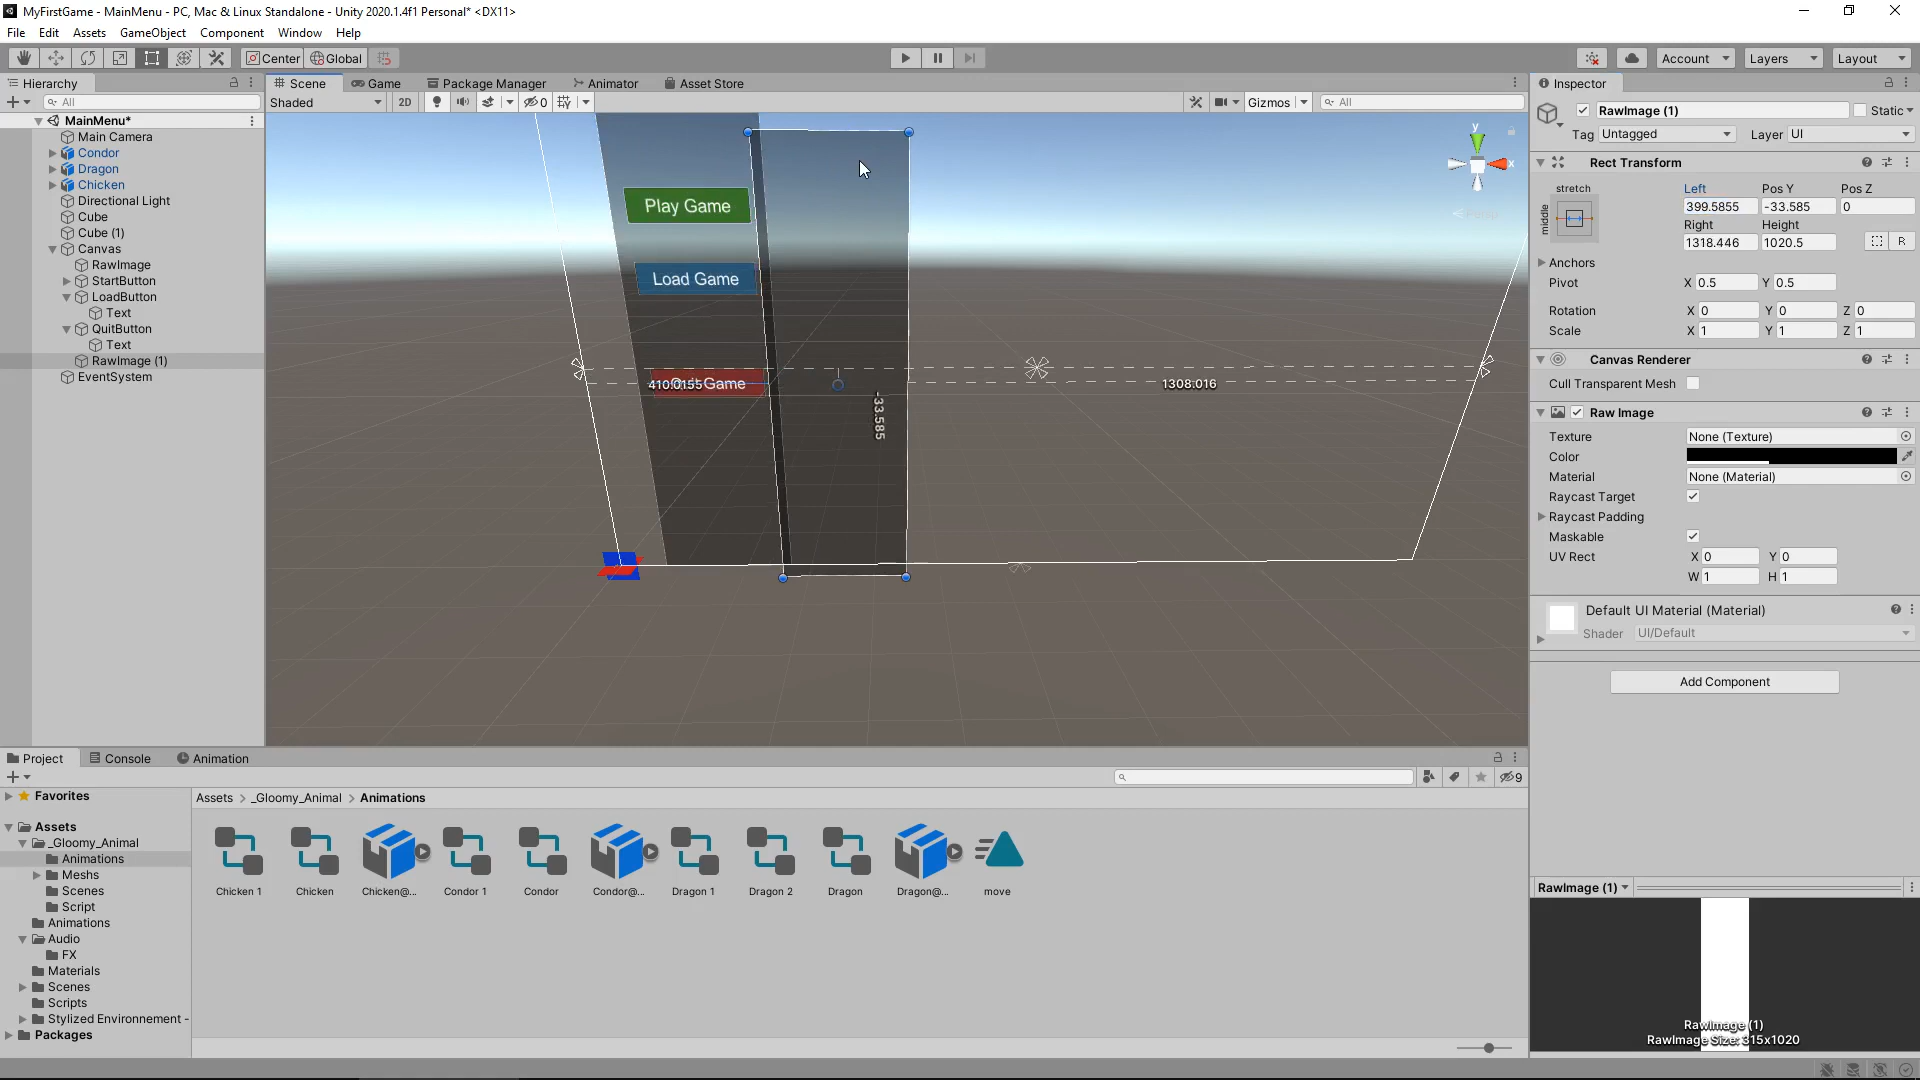 MyFirstGame - MainMenu - PC, Mac & Linux Standalone - Unity 2020.1.4f1 Personal* <DX11>
File Edit Assets GameObject Component Window Help
Center Global Account Layers Layout
Hierarchy
All
MainMenu*
Main Camera
Condor
Dragon
Chicken
Directional Light
Cube
Cube (1)
Canvas
RawImage
StartButton
LoadButton
Text
QuitButton
Text
RawImage (1)
EventSystem
Scene Game Package Manager Animator Asset Store
Shaded 2D 0 Gizmos All
Play Game
Load Game
410.0155
Game
-33.585
1308.016
y
x
Inspector
RawImage (1) Static
Tag Untagged Layer UI
Rect Transform
stretch
middle
Left Pos Y Pos Z
399.5855 -33.585 0
Right Height
1318.446 1020.5
R
Anchors
Pivot X 0.5 Y 0.5
Rotation X 0 Y 0 Z 0
Scale X 1 Y 1 Z 1
Canvas Renderer
Cull Transparent Mesh
Raw Image
Texture None (Texture)
Color
Material None (Material)
Raycast Target
Raycast Padding
Maskable
UV Rect X 0 Y 0
W 1 H 1
Default UI Material (Material)
Shader UI/Default
Add Component
RawImage (1)
RawImage (1)
RawImage Size: 315x1020
Project Console Animation
9
Favorites
Assets
_Gloomy_Animal
Animations
Meshs
Scenes
Script
Animations
Audio
FX
Materials
Scenes
Scripts
Stylized Environnement -
Packages
Assets > _Gloomy_Animal > Animations
Chicken 1 Chicken Chicken@... Condor 1 Condor Condor@... Dragon 1 Dragon 2 Dragon Dragon@... move